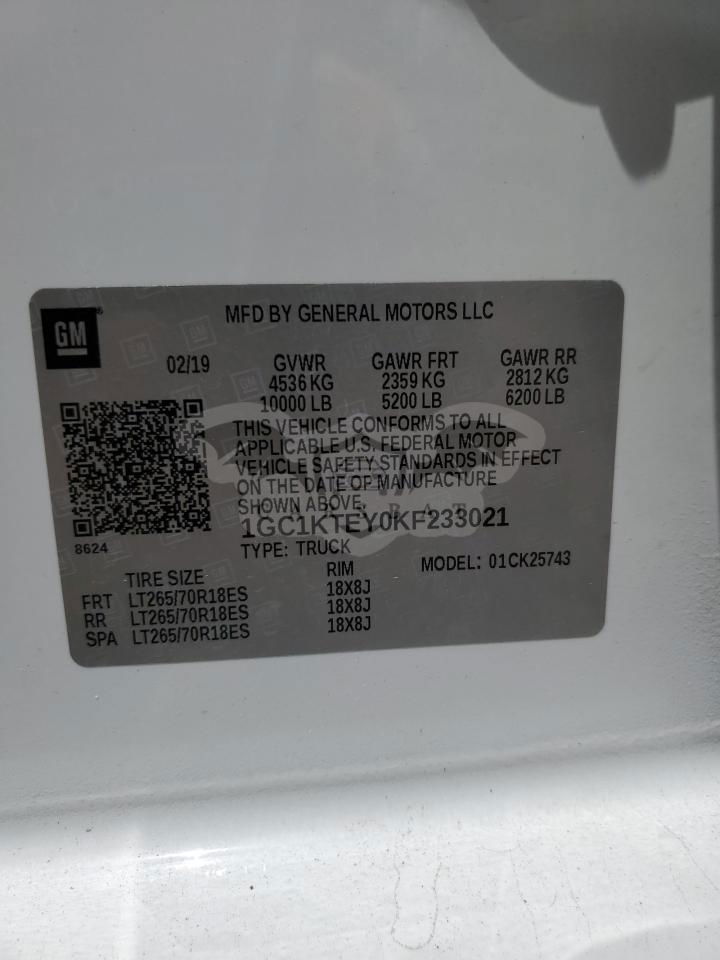 GM
MFD BY GENERAL MOTORS LLC
02/19 GVWR GAWR FRT GAWR RR
4536 KG 2359 KG 2812 KG
10000 LB 5200 LB 6200 LB
THIS VEHICLE CONFORMS TO ALL
APPLICABLE U.S. FEDERAL MOTOR
VEHICLE SAFETY STANDARDS IN EFFECT
ON THE DATE OF MANUFACTURE
SHOWN ABOVE.
1GC1KTEY0KF233021
8624
TYPE: TRUCK MODEL: 01CK25743
TIRE SIZE RIM
FRT LT265/70R18ES 18X8J
RR LT265/70R18ES 18X8J
SPA LT265/70R18ES 18X8J